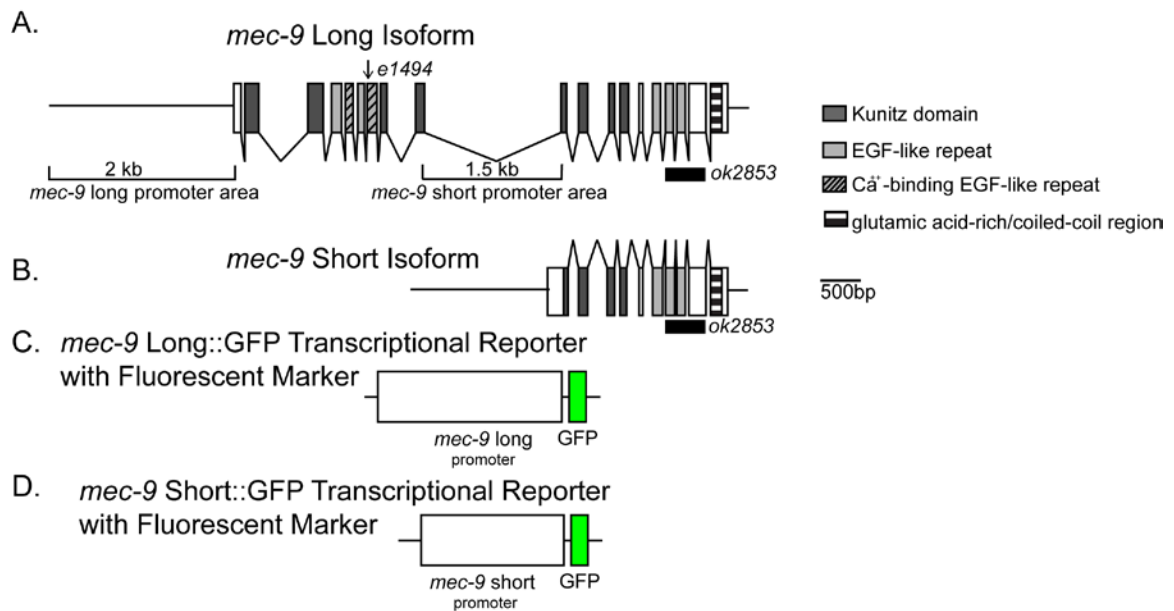 A.
mec-9 Long Isoform
e1494
2 kb
mec-9 long promoter area
1.5 kb
mec-9 short promoter area
ok2853
Kunitz domain
EGF-like repeat
Ca++-binding EGF-like repeat
glutamic acid-rich/coiled-coil region
500bp
B.
mec-9 Short Isoform
ok2853
C.
mec-9 Long::GFP Transcriptional Reporter
with Fluorescent Marker
mec-9 long
promoter
GFP
D.
mec-9 Short::GFP Transcriptional Reporter
with Fluorescent Marker
mec-9 short
promoter
GFP